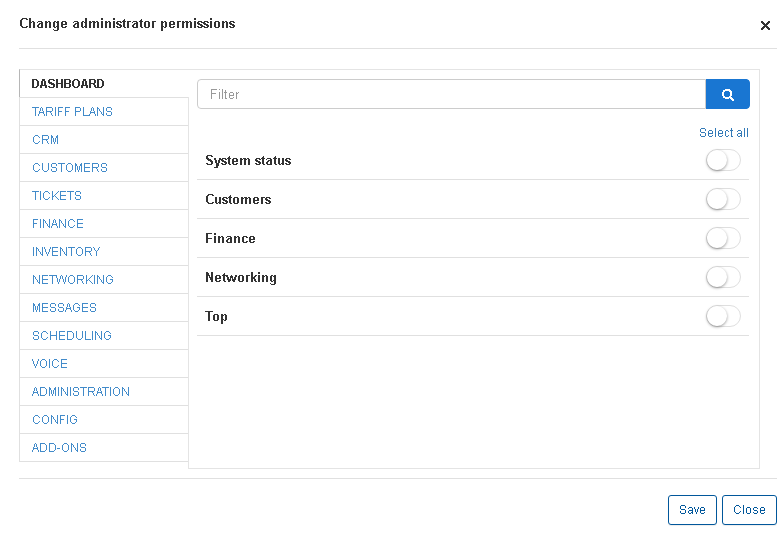 Change administrator permissions
DASHBOARD
TARIFF PLANS
CRM
CUSTOMERS
TICKETS
FINANCE
INVENTORY
NETWORKING
MESSAGES
SCHEDULING
VOICE
ADMINISTRATION
CONFIG
ADD-ONS
Filter
Select all
System status
Customers
Finance
Networking
Top
Save
Close